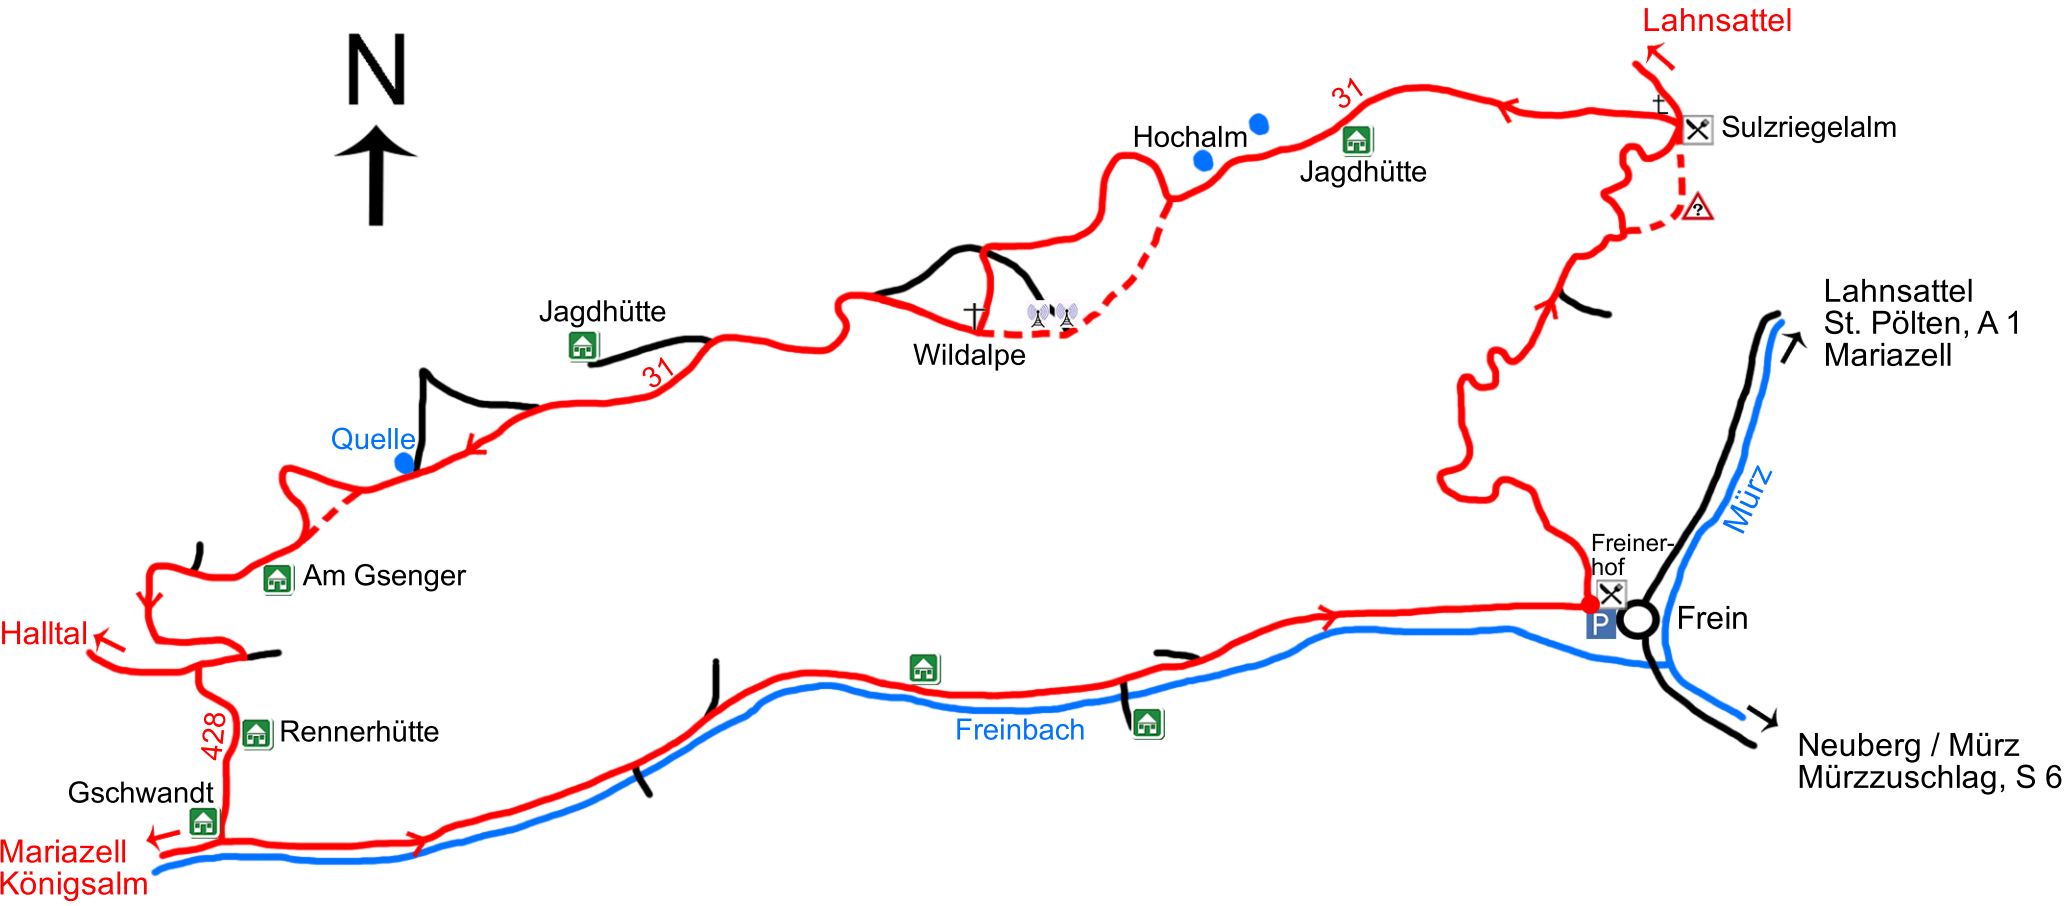 Lahnsattel
N
31
Hochalm
Sulzriegelalm
Jagdhütte
?
Lahnsattel
St. Pölten, A 1
Mariazell
Jagdhütte
Wildalpe
31
Quelle
Mürz
Freiner-
hof
Am Gsenger
P
Frein
Halltal
428
Rennerhütte
Freinbach
Neuberg / Mürz
Mürzzuschlag, S 6
Gschwandt
Mariazell
Königsalm